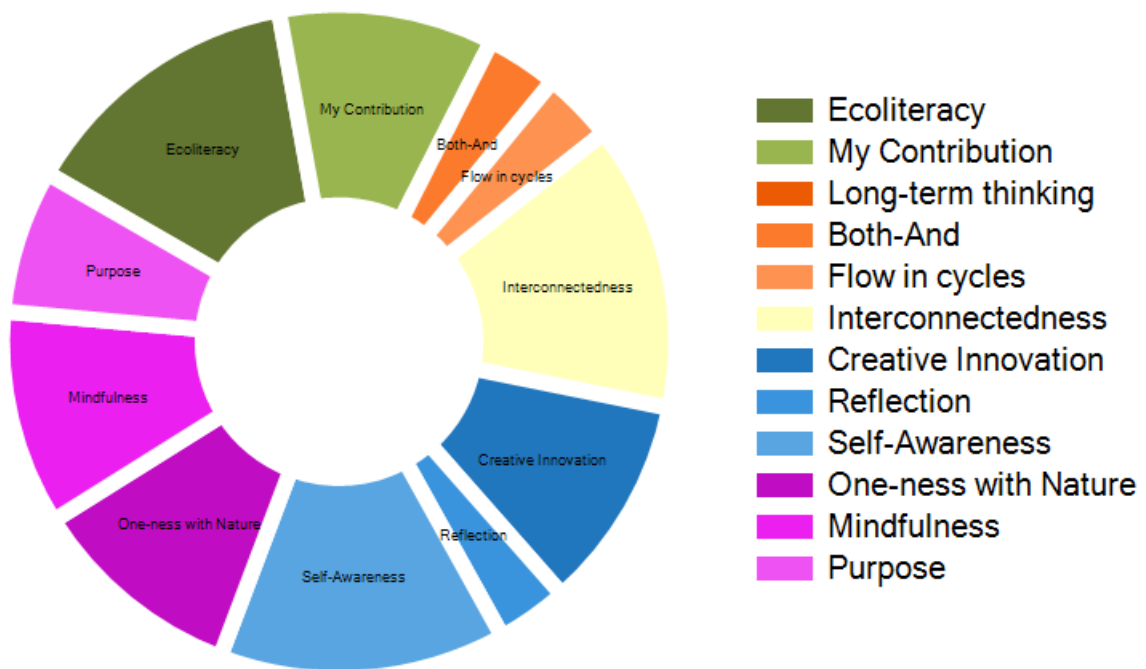 My Contribution
Both-And
Ecoliteracy
Flow in cycles
Purpose
Interconnectedness
Mindfulness
Creative Innovation
One-ness with Nature
Reflection
Self-Awareness
Ecoliteracy
My Contribution
Long-term thinking
Both-And
Flow in cycles
Interconnectedness
Creative Innovation
Reflection
Self-Awareness
One-ness with Nature
Mindfulness
Purpose